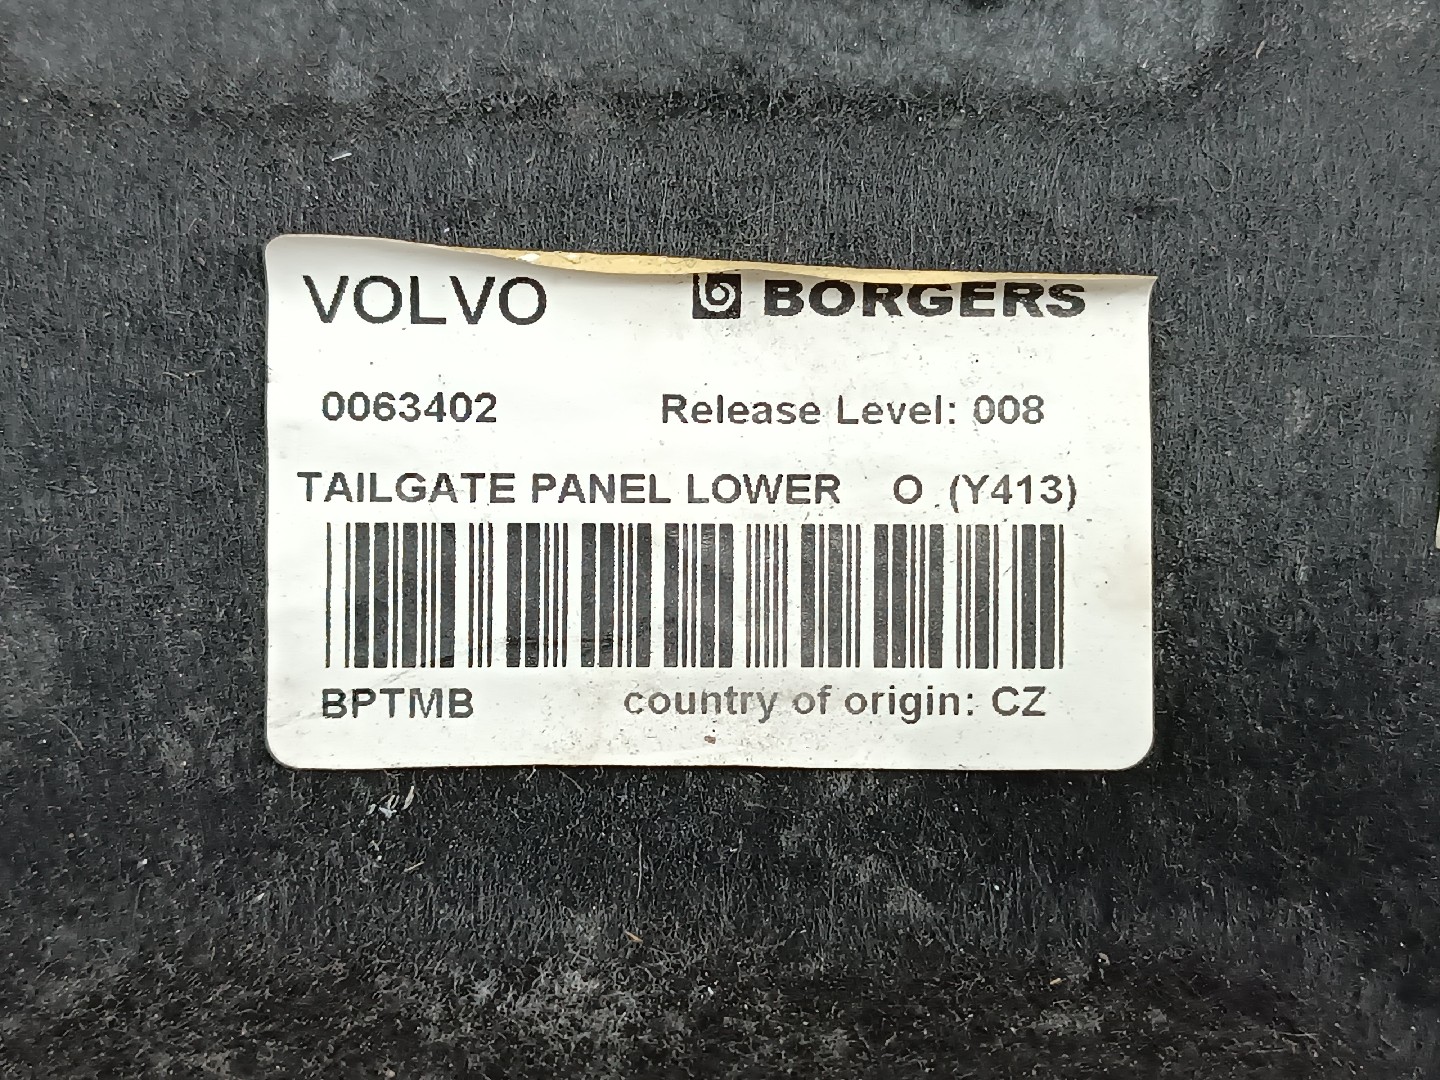 VOLVO BORGERS
0063402 Release Level: 008
TAILGATE PANEL LOWER O (Y413)
BPTMB country of origin: CZ